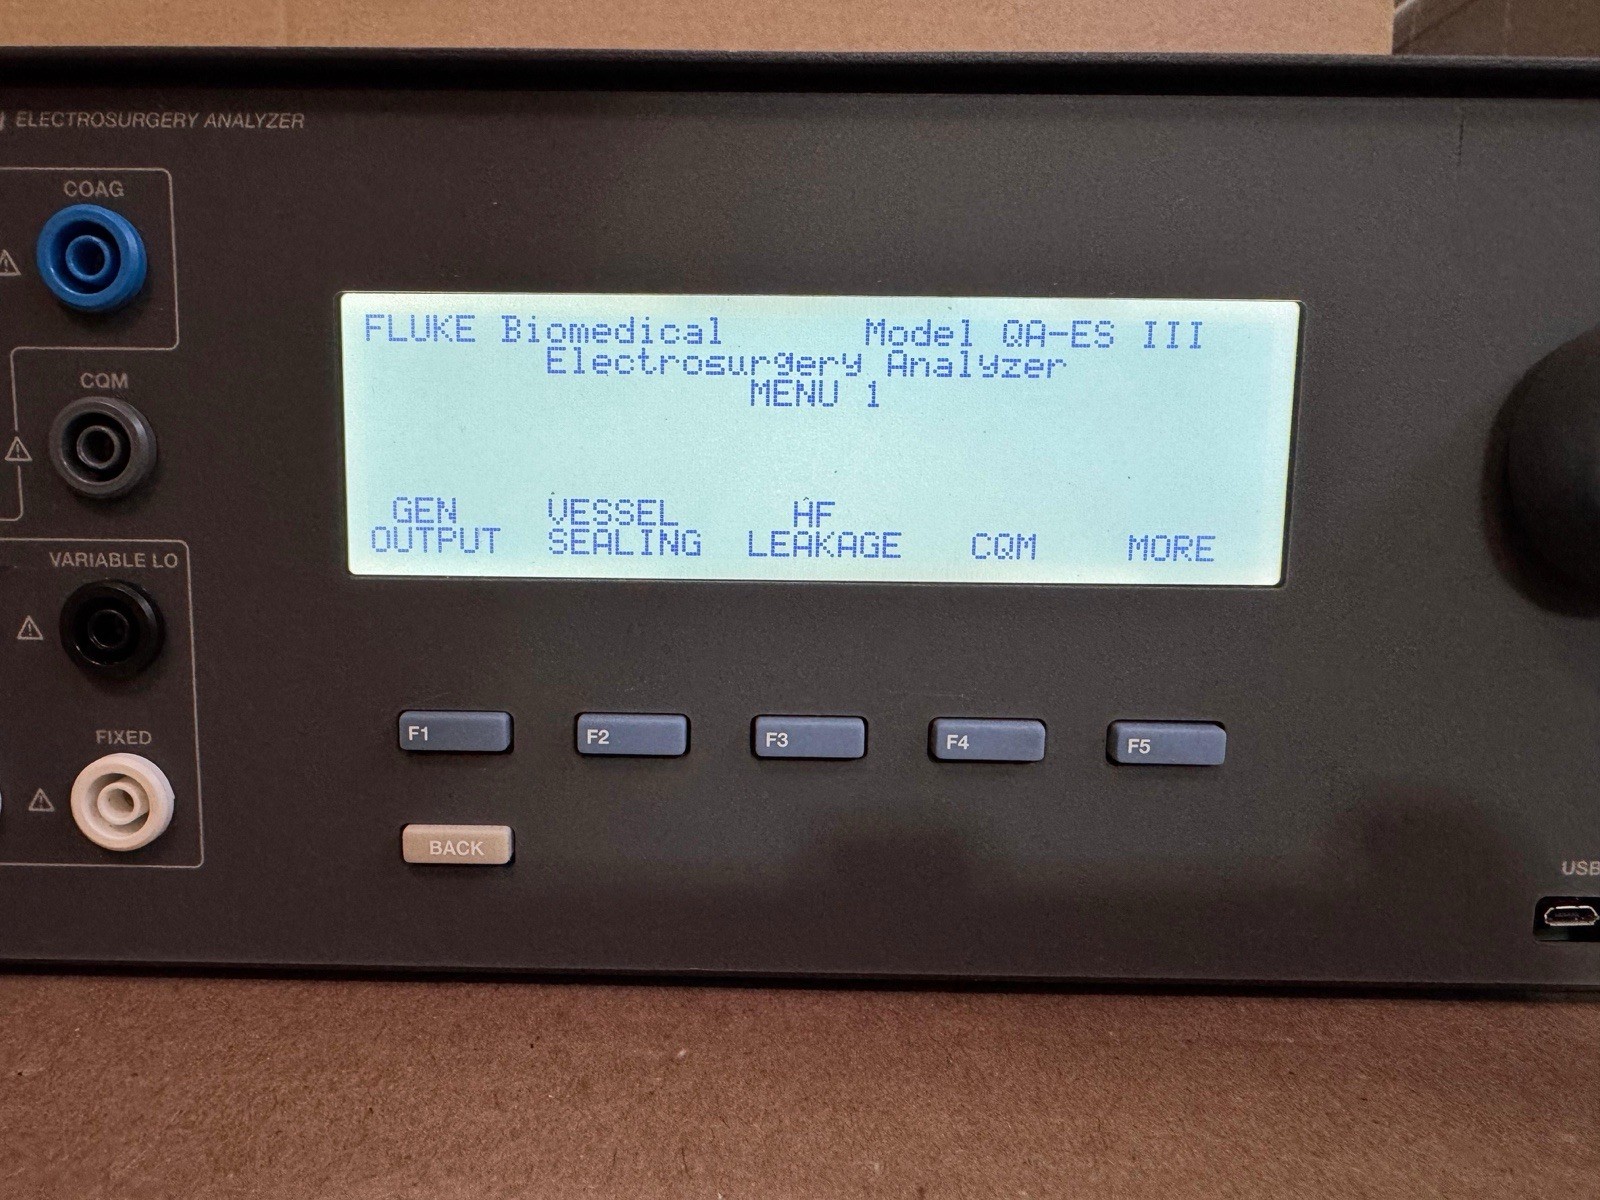 ELECTROSURGERY ANALYZER
COAG
CQM
VARIABLE LO
FIXED
FLUKE Biomedical Model QA-ES III
Electrosurgery Analyzer
MENU 1
GEN VESSEL HF
OUTPUT SEALING LEAKAGE CQM MORE
F1 F2 F3 F4 F5
BACK
USB